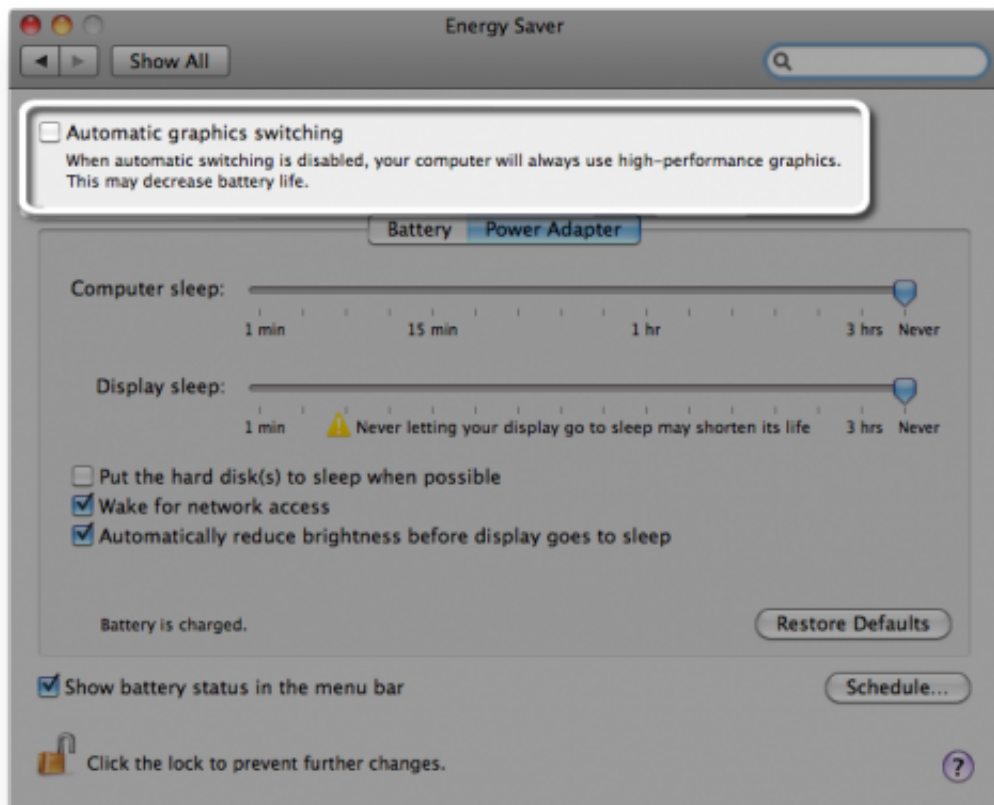 Energy Saver
Show All
Automatic graphics switching
When automatic switching is disabled, your computer will always use high-performance graphics.
This may decrease battery life.
Battery Power Adapter
Computer sleep:
1 min 15 min 1 hr 3 hrs Never
Display sleep:
1 min Never letting your display go to sleep may shorten its life 3 hrs Never
Put the hard disk(s) to sleep when possible
Wake for network access
Automatically reduce brightness before display goes to sleep
Battery is charged. Restore Defaults
Show battery status in the menu bar Schedule...
Click the lock to prevent further changes. ?